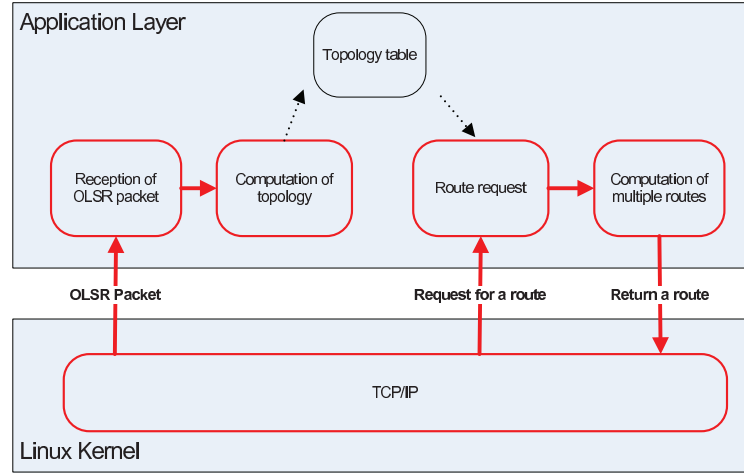 Application Layer
Topology table
Reception of
OLSR packet
Computation of
topology
Route request
Computation of
multiple routes
OLSR Packet
Request for a route
Return a route
TCP/IP
Linux Kernel